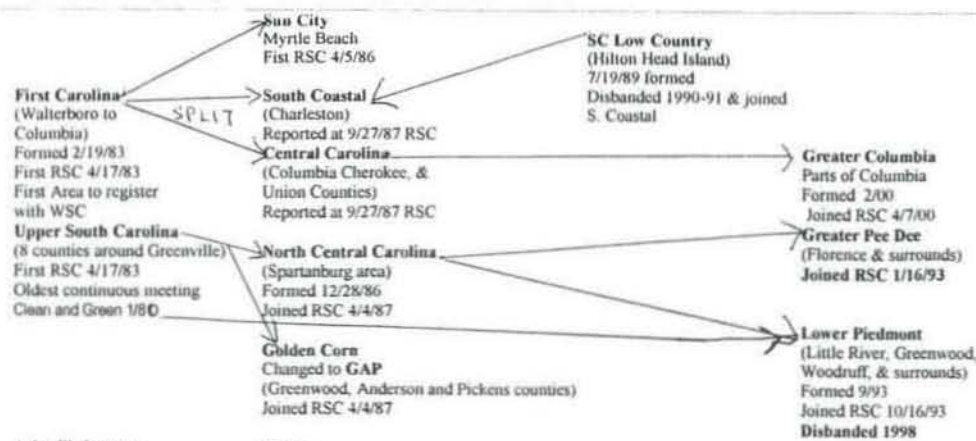 Sun City
Myrtle Beach
Fist RSC 4/5/86
SC Low Country
(Hilton Head Island)
7/19/89 formed
Disbanded 1990-91 & joined
S. Coastal
First Carolina
(Walterboro to
Columbia)
Formed 2/19/83
First RSC 4/17/83
First Area to register
with WSC
SPLIT
South Coastal
(Charleston)
Reported at 9/27/87 RSC
Central Carolina
(Columbia Cherokee, &
Union Counties)
Reported at 9/27/87 RSC
Greater Columbia
Parts of Columbia
Formed 2/00
Joined RSC 4/7/00
Upper South Carolina
(8 counties around Greenville)
First RSC 4/17/83
Oldest continuous meeting
Clean and Green 1/80
North Central Carolina
(Spartanburg area)
Formed 12/28/86
Joined RSC 4/4/87
Greater Pee Dee
(Florence & surrounds)
Joined RSC 1/16/93
Golden Corn
Changed to GAP
(Greenwood, Anderson and Pickens counties)
Joined RSC 4/4/87
Lower Piedmont
(Little River, Greenwood,
Woodruff, & surrounds)
Formed 9/93
Joined RSC 10/16/93
Disbanded 1998